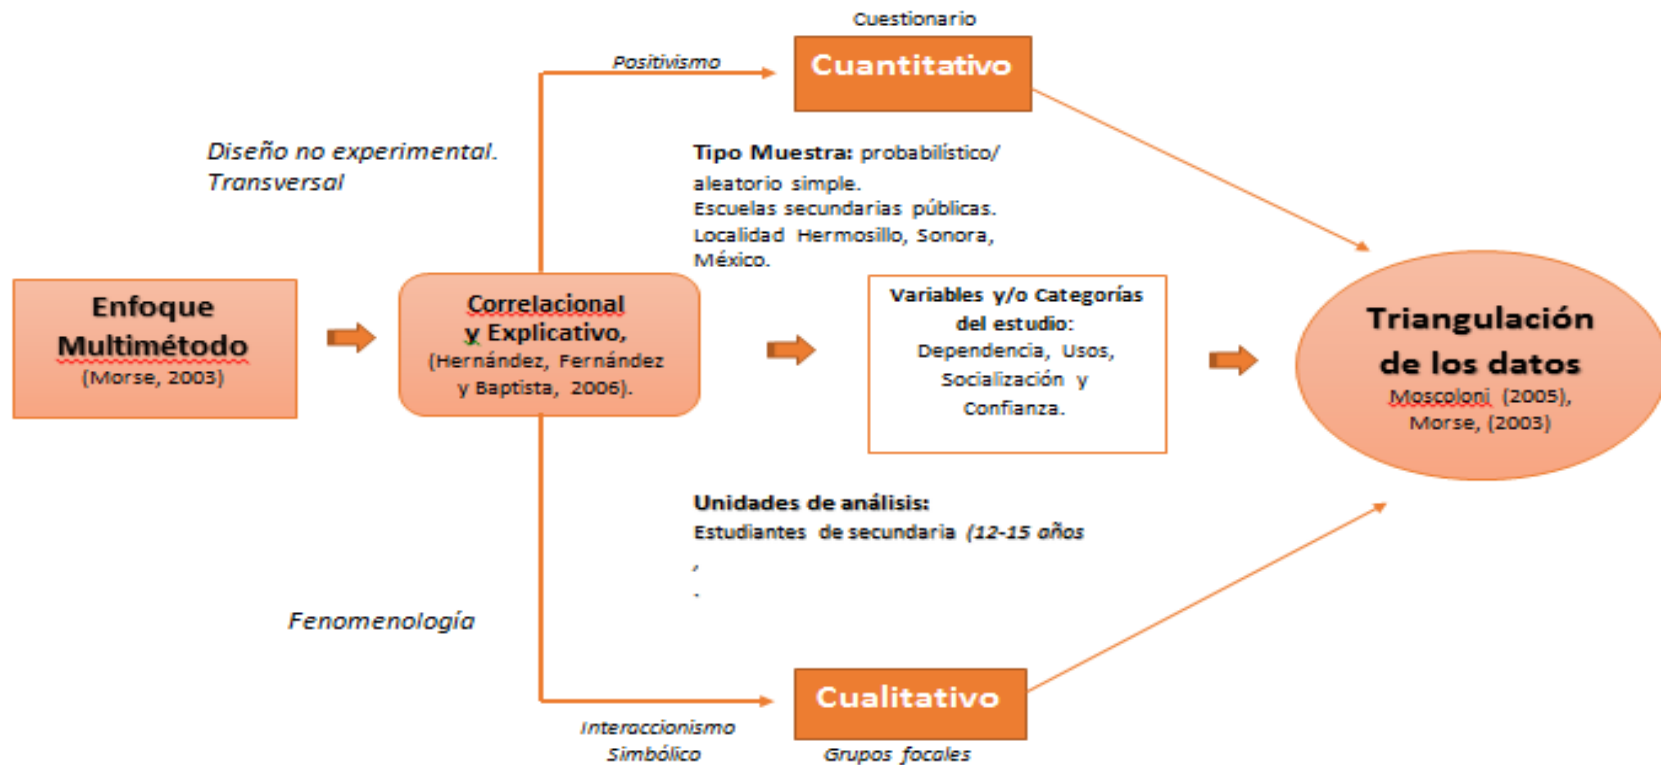 Cuestionario
Positivismo
Cuantitativo
Diseño no experimental.
Transversal
Tipo Muestra: probabilístico/
aleatorio simple.
Escuelas secundarias públicas.
Localidad Hermosillo, Sonora,
México.
Enfoque
Multimétodo
(Morse, 2003)
Correlacional
y Explicativo,
(Hernández, Fernández
y Baptista, 2006).
Variables y/o Categorías
del estudio:
Dependencia, Usos,
Socialización y
Confianza.
Triangulación
de los datos
Moscoloni (2005),
Morse, (2003)
Unidades de análisis:
Estudiantes de secundaria (12-15 años
,
.
Fenomenología
Cualitativo
Interaccionismo
Simbólico
Grupos focales